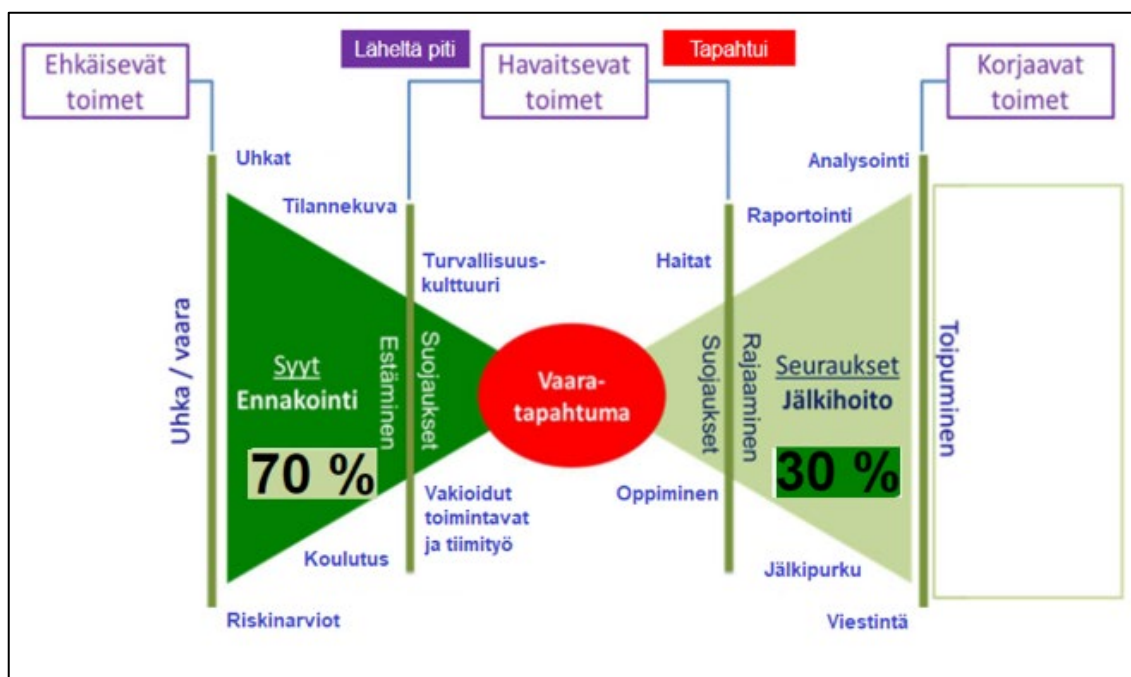 Ehkäisevät
toimet
Läheltä piti
Havaitsevat
toimet
Tapahtui
Korjaavat
toimet
Uhkat
Tilannekuva
Turvallisuus-
kulttuuri
Uhka / vaara
Syyt
Ennakointi
70 %
Estäminen
Suojaukset
Vaara-
tapahtuma
Vakioidut
toimintavat
ja tiimityö
Koulutus
Riskinarviot
Analysointi
Raportointi
Haitat
Suojaukset
Rajaaminen
Seuraukset
Jälkihoito
30 %
Toipuminen
Oppiminen
Jälkipurku
Viestintä